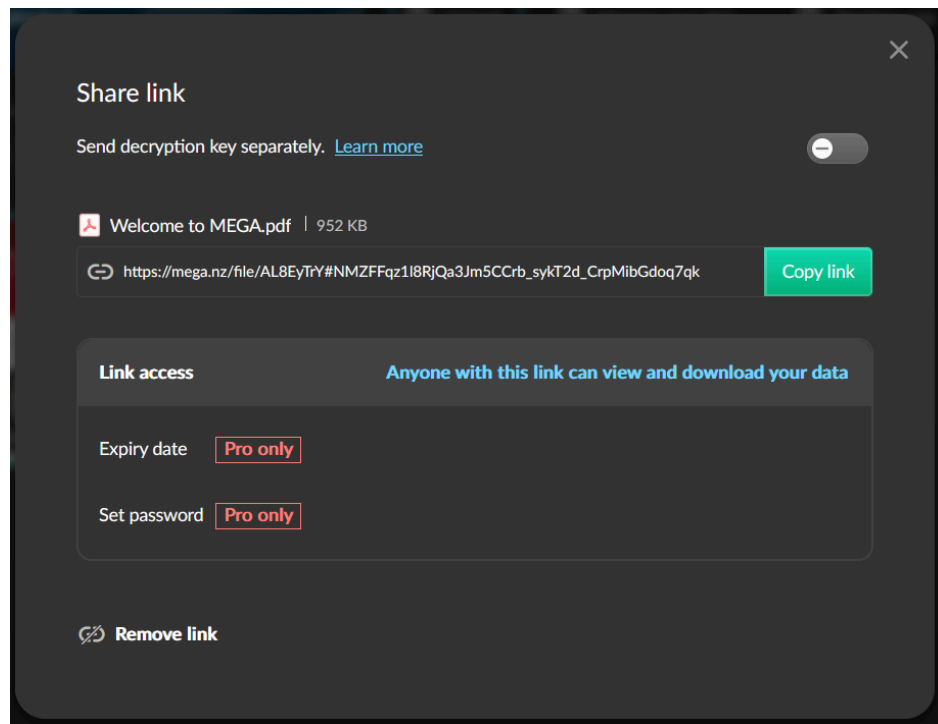 Share link
Send decryption key separately. Learn more
Welcome to MEGA.pdf 952 KB
https://mega.nz/file/AL8EyTrY#NMZFFqz1l8RjQa3Jm5CCrb_sykT2d_CrpMibGdoq7qk Copy link
Link access Anyone with this link can view and download your data
Expiry date Pro only
Set password Pro only
Remove link